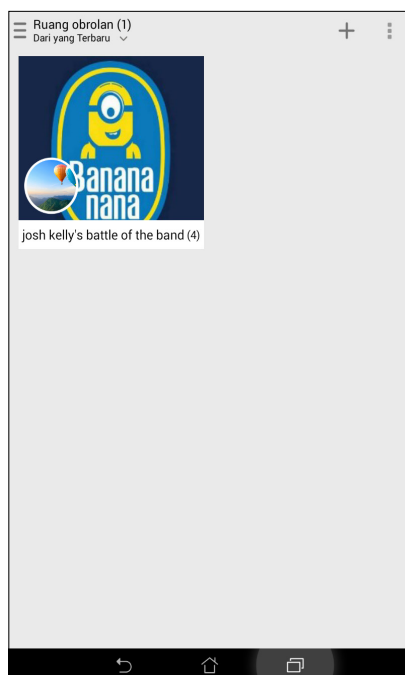 Ruang obrolan (1)
Dari yang Terbaru
Banana
nana
josh kelly's battle of the band (4)